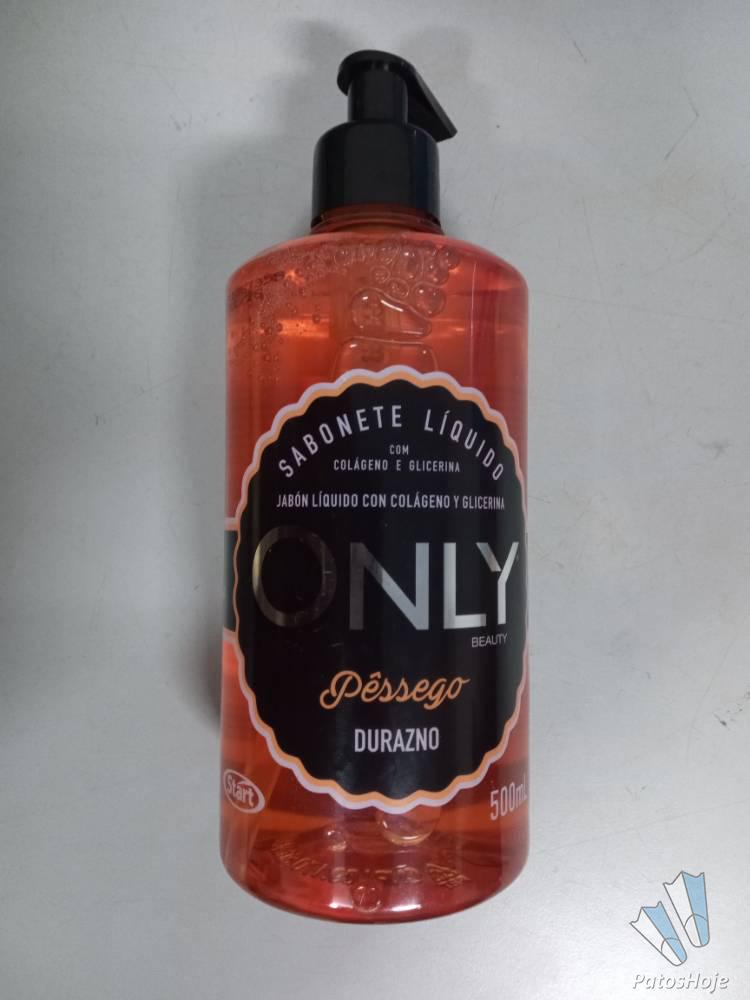 SABONETE LÍQUIDO
COM
COLÁGENO E GLICERINA
JABÓN LÍQUIDO CON COLÁGENO Y GLICERINA
ONLY
BEAUTY
Pêssego
DURAZNO
Start
500mL
PatosHoje